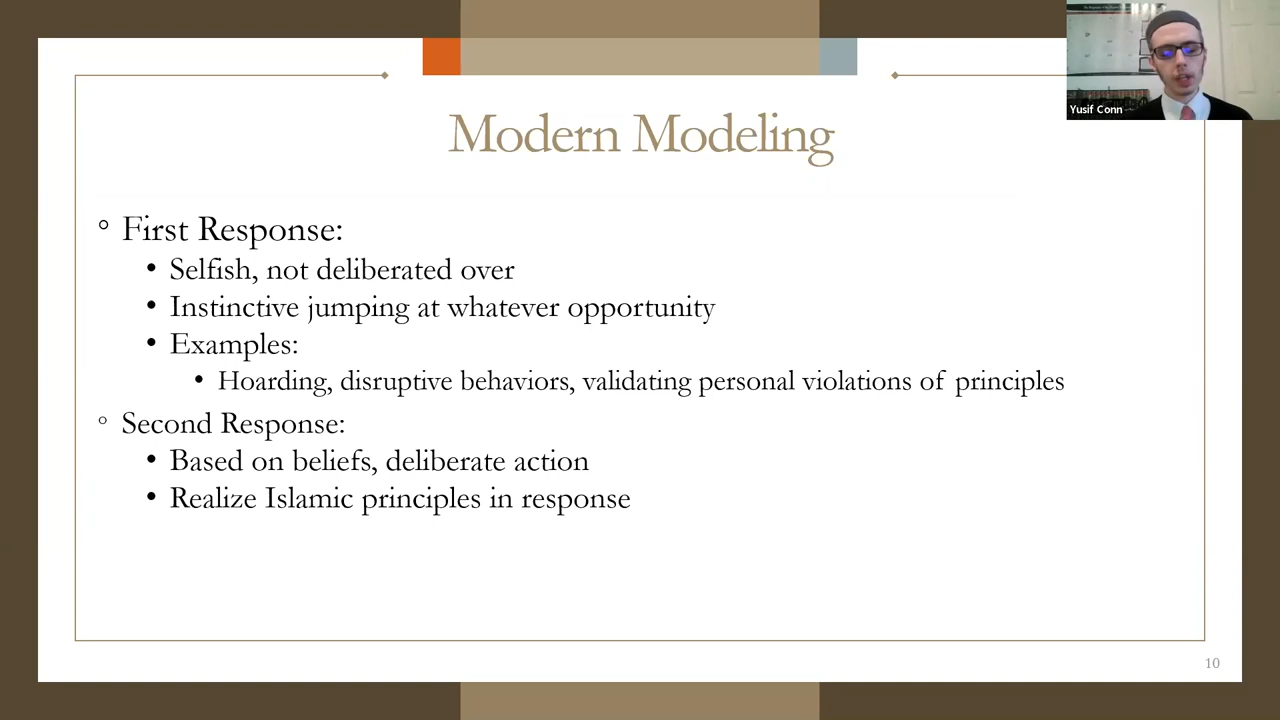 Yusif Conn
Modern Modeling
First Response:
Selfish, not deliberated over
Instinctive jumping at whatever opportunity
Examples:
Hoarding, disruptive behaviors, validating personal violations of principles
Second Response:
Based on beliefs, deliberate action
Realize Islamic principles in response
10